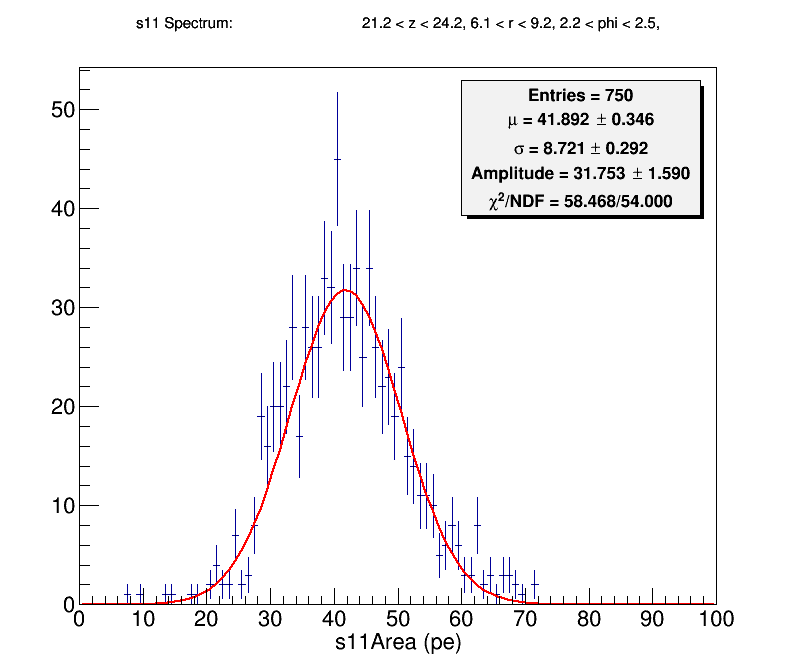 s11 Spectrum: 21.2 < z < 24.2, 6.1 < r < 9.2, 2.2 < phi < 2.5,
Entries = 750
μ = 41.892 ± 0.346
σ = 8.721 ± 0.292
Amplitude = 31.753 ± 1.590
χ²/NDF = 58.468/54.000
50
40
30
20
10
0
0 10 20 30 40 50 60 70 80 90 100
s11Area (pe)